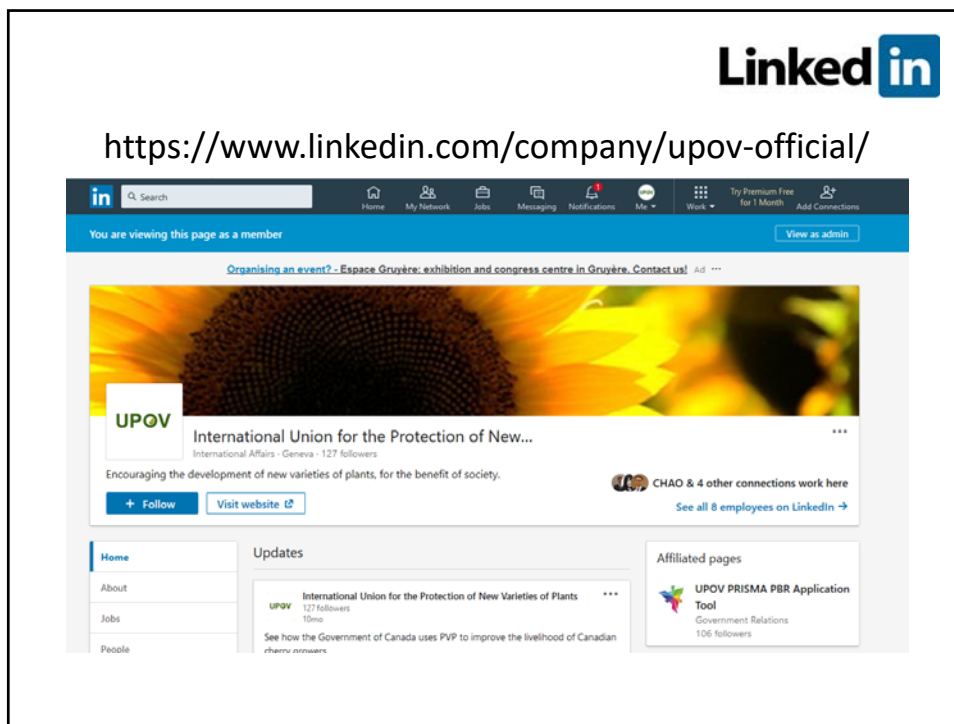 Linked in
https://www.linkedin.com/company/upov-official/
in Search Home My Network Jobs Messaging Notifications Me Work Try Premium Free for 1 Month Add Connections
You are viewing this page as a member View as admin
Organising an event? - Espace Gruyère: exhibition and congress centre in Gruyère. Contact us! Ad ...
UPOV
International Union for the Protection of New...
International Affairs · Geneva · 127 followers
Encouraging the development of new varieties of plants, for the benefit of society.
CHAO & 4 other connections work here
+ Follow Visit website
See all 8 employees on LinkedIn →
Home
About
Jobs
People
Updates
UPOV
International Union for the Protection of New Varieties of Plants ...
127 followers
10mo
See how the Government of Canada uses PVP to improve the livelihood of Canadian
cherry growers
Affiliated pages
UPOV PRISMA PBR Application
Tool
Government Relations
106 followers